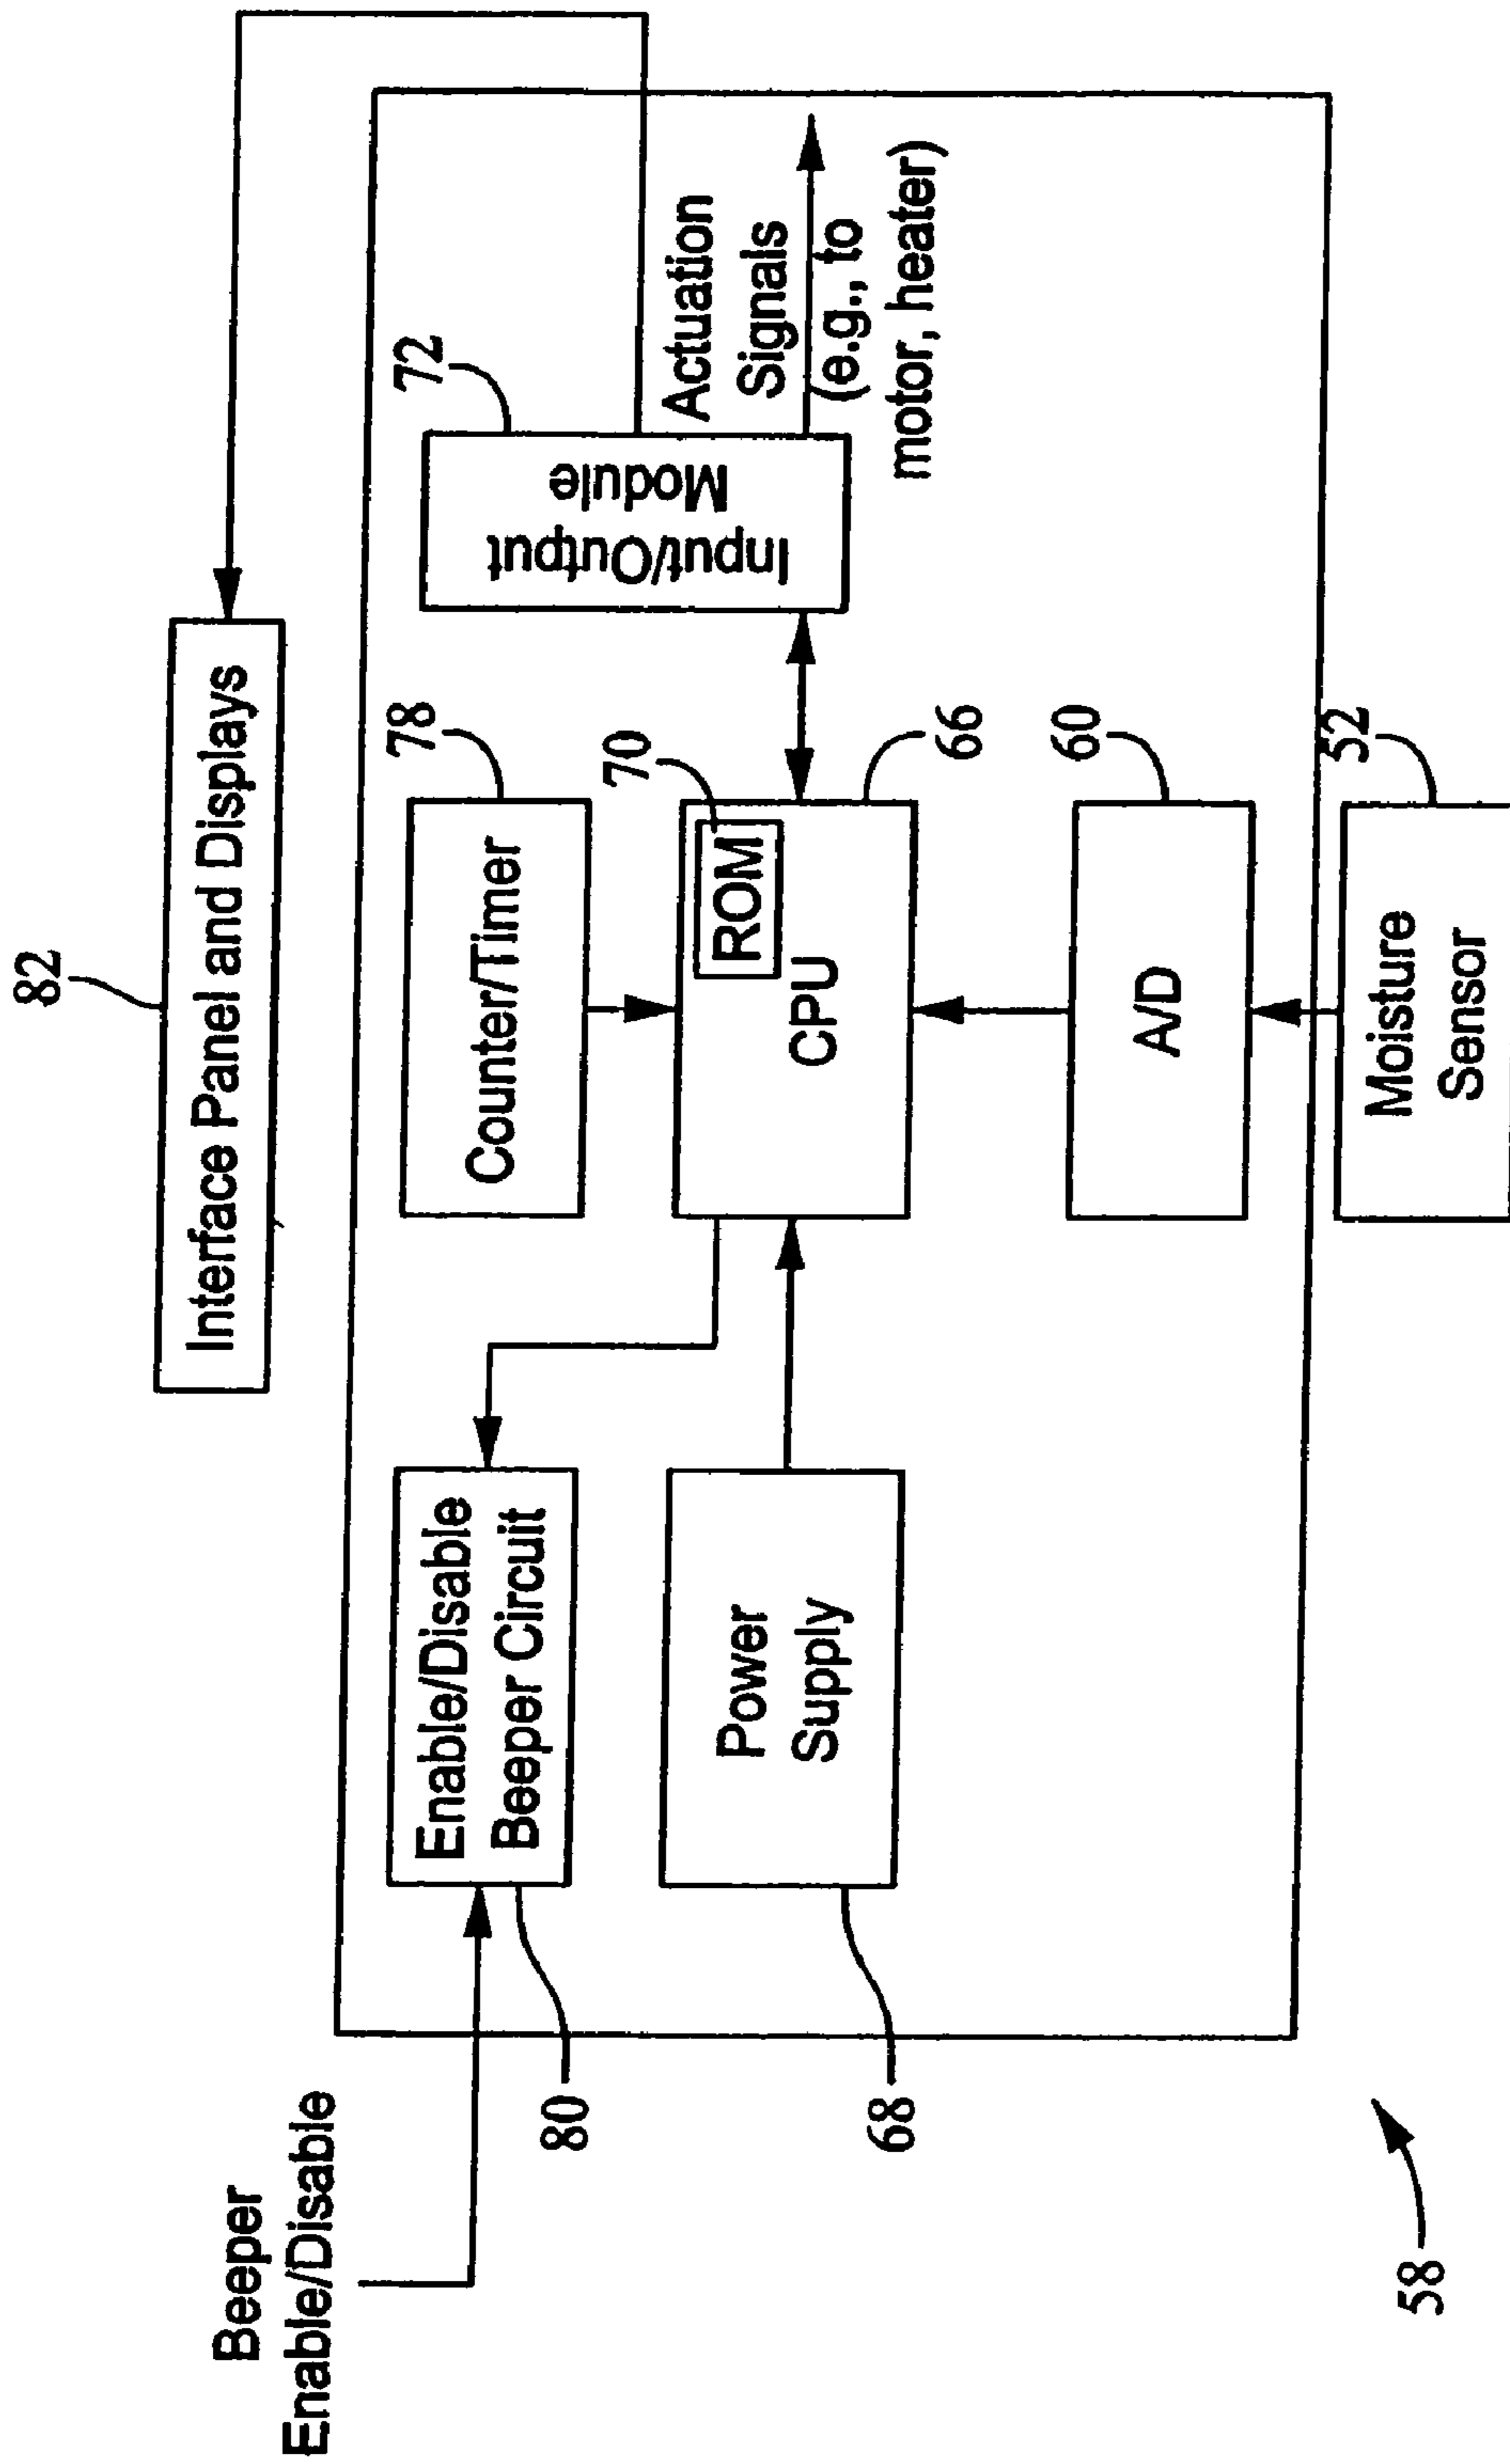 82
Interface Panel and Displays
Beeper
Enable/Disable
Enable/Disable
Beeper Circuit
80
Counter/Timer
78
72
Input/Output
Module
Actuation
Signals
(e.g., to
motor, heater)
70
ROM
CPU
66
Power
Supply
68
A/D
60
52
Moisture
Sensor
58